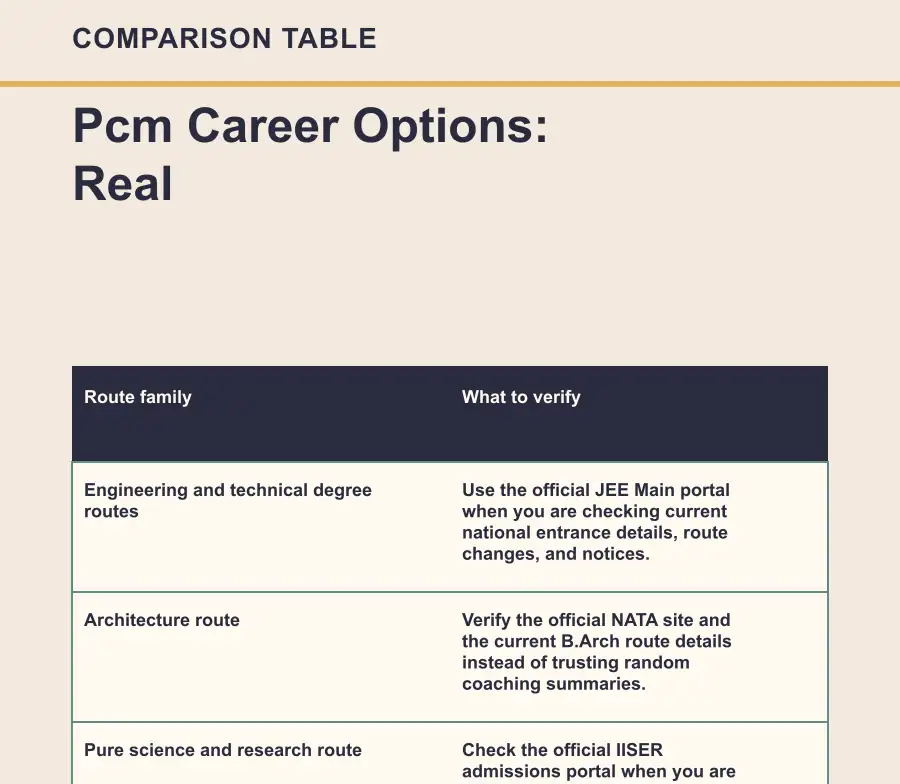 COMPARISON TABLE
Pcm Career Options:
Real
Route family
What to verify
Engineering and technical degree
routes
Use the official JEE Main portal
when you are checking current
national entrance details, route
changes, and notices.
Architecture route
Verify the official NATA site and
the current B.Arch route details
instead of trusting random
coaching summaries.
Pure science and research route
Check the official IISER
admissions portal when you are